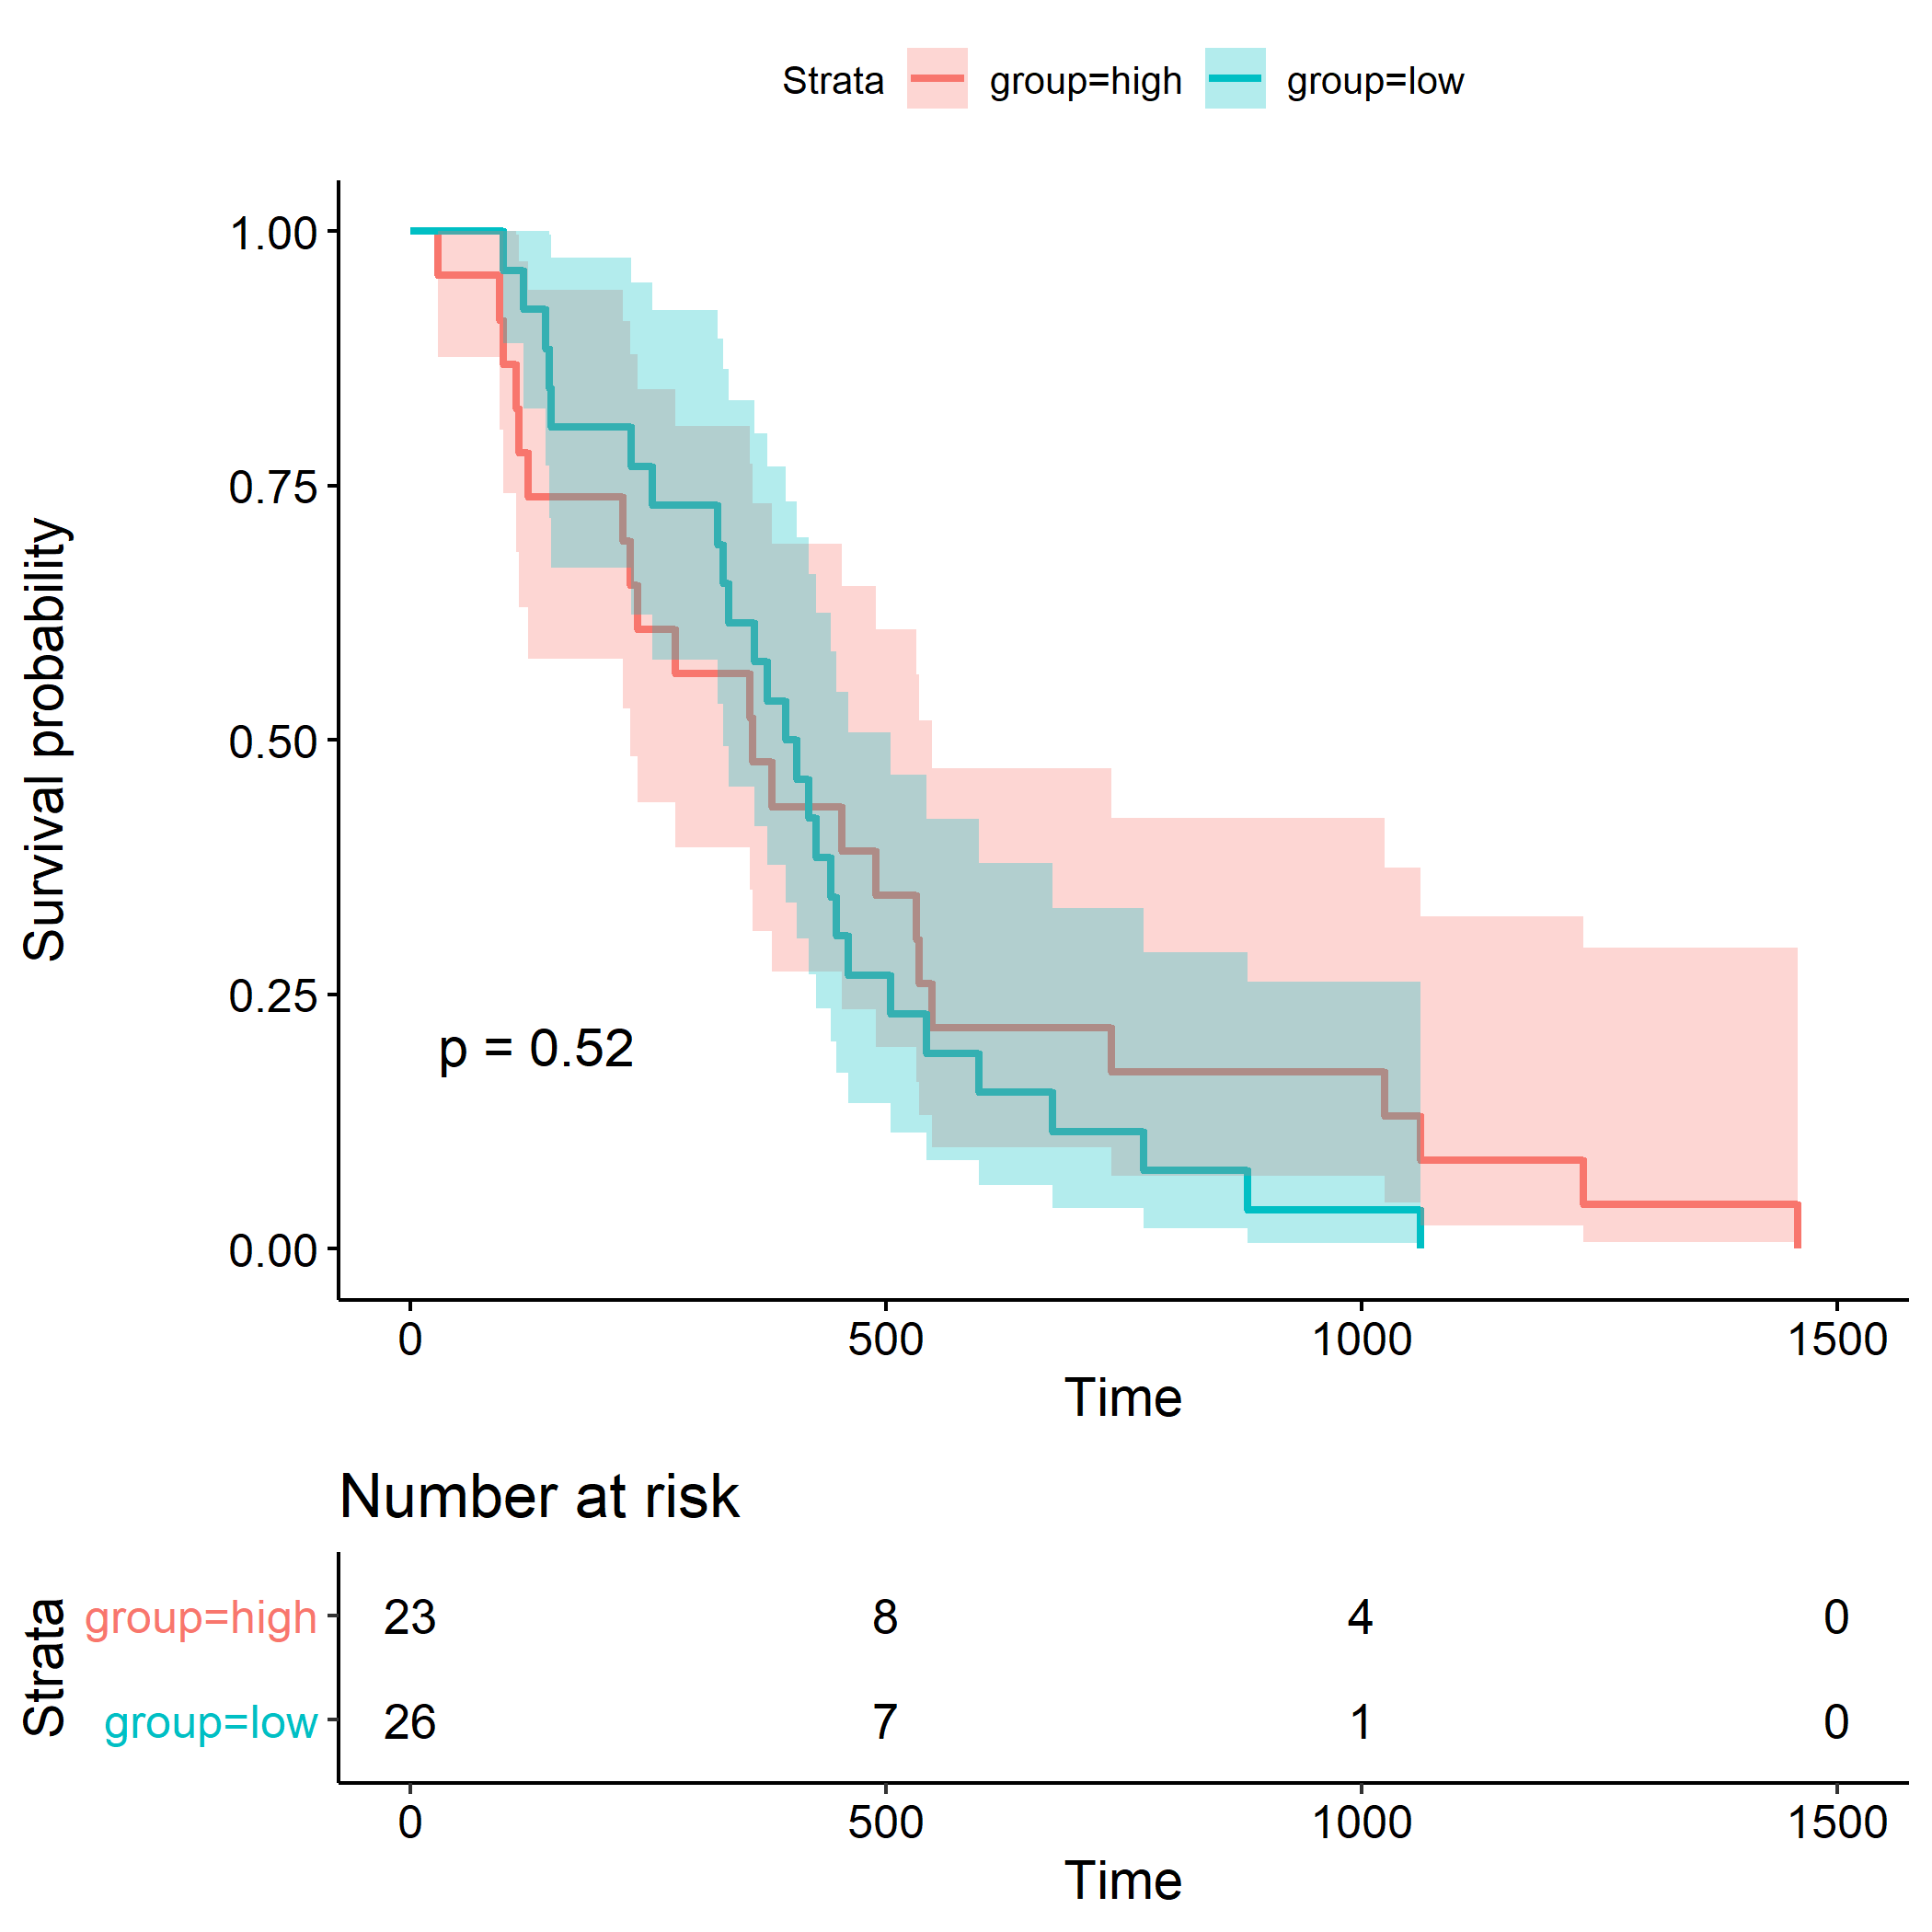 Strata group=high group=low
1.00
0.75
0.50
0.25
0.00
Survival probability
p = 0.52
0 500 1000 1500
Time
Number at risk
Strata
group=high 23 8 4 0
group=low 26 7 1 0
0 500 1000 1500
Time